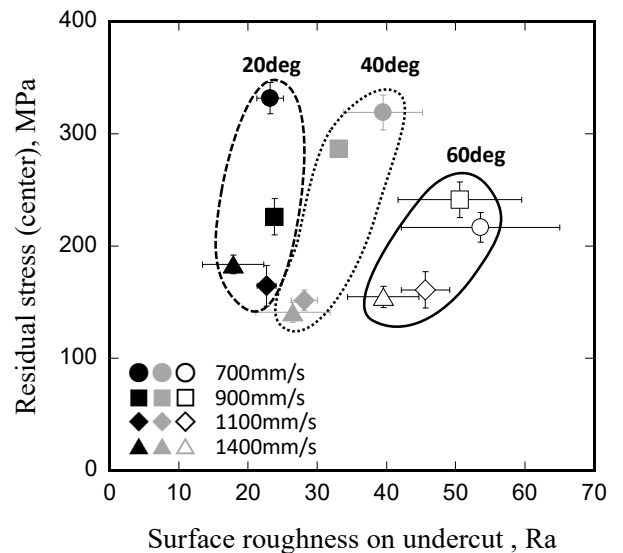 400
300
200
100
0
Residual stress (center), MPa
20deg
40deg
60deg
700mm/s
900mm/s
1100mm/s
1400mm/s
0 10 20 30 40 50 60 70
Surface roughness on undercut , Ra